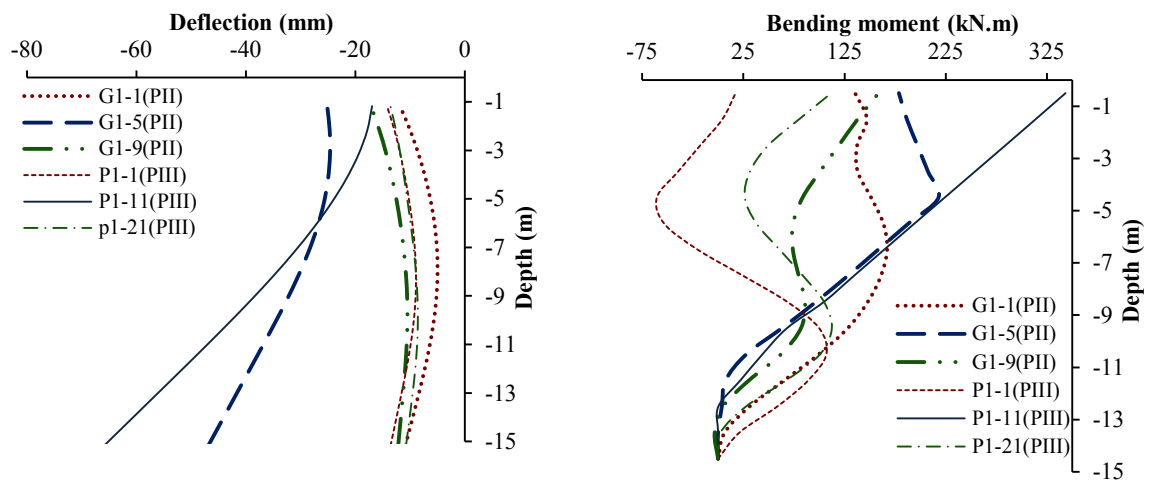 Deflection (mm)
-80 -40 -20 0
-60
-1
-3
-5
-7
-9
-11
-13
-15
Depth (m)
G1-1(PII)
G1-5(PII)
G1-9(PII)
P1-1(PIII)
P1-11(PIII)
p1-21(PIII)
Bending moment (kN.m)
-75 25 125 225 325
-1
-3
-5
-7
-9
-11
-13
-15
Depth (m)
G1-1(PII)
G1-5(PII)
G1-9(PII)
P1-1(PIII)
P1-11(PIII)
P1-21(PIII)